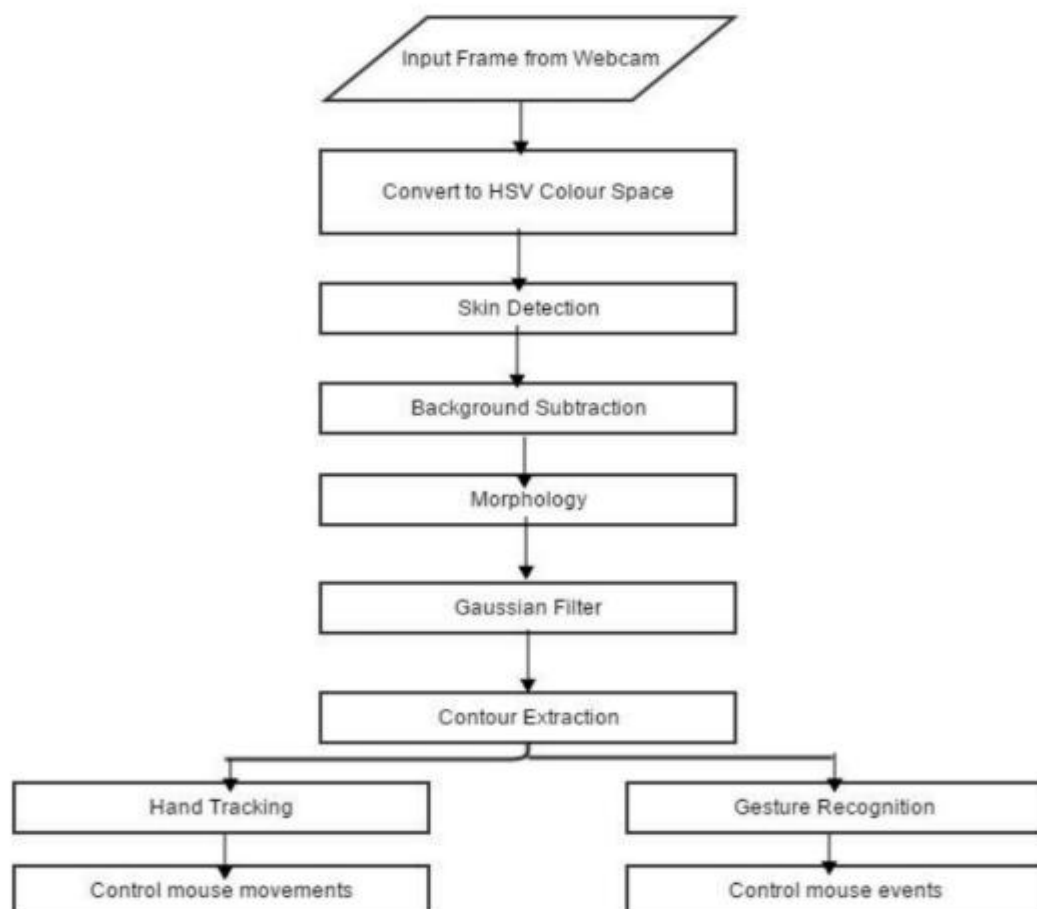 Input Frame from Webcam
Convert to HSV Colour Space
Skin Detection
Background Subtraction
Morphology
Gaussian Filter
Contour Extraction
Hand Tracking
Gesture Recognition
Control mouse movements
Control mouse events